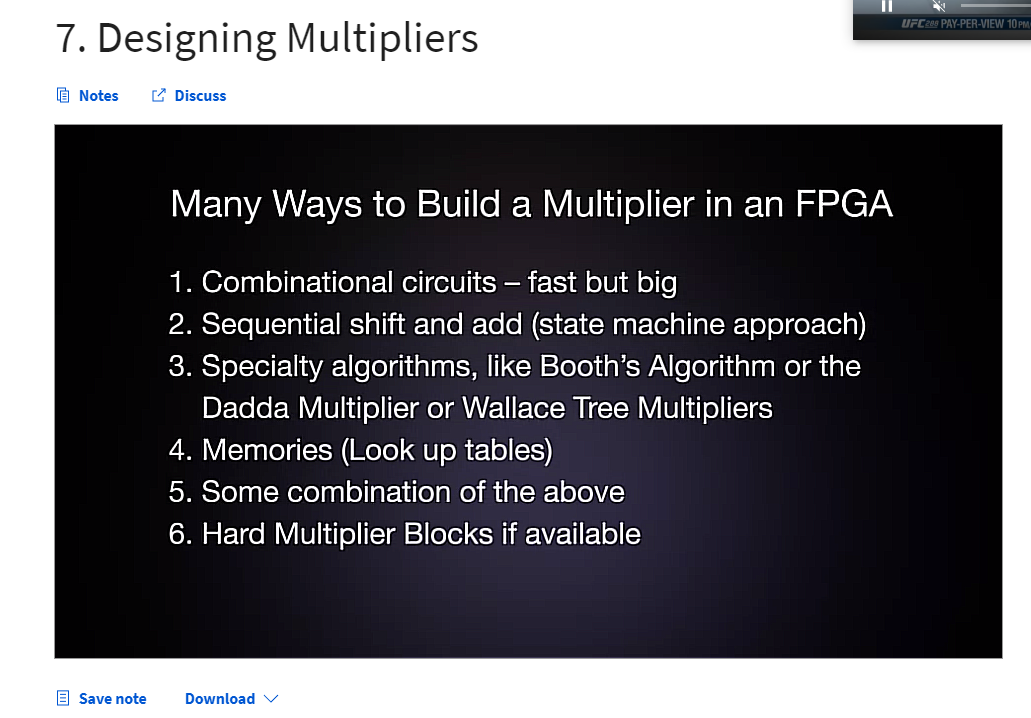 7. Designing Multipliers
UFC 288 PAY-PER-VIEW 10PM
Notes
Discuss
Many Ways to Build a Multiplier in an FPGA
1. Combinational circuits – fast but big
2. Sequential shift and add (state machine approach)
3. Specialty algorithms, like Booth’s Algorithm or the
Dadda Multiplier or Wallace Tree Multipliers
4. Memories (Look up tables)
5. Some combination of the above
6. Hard Multiplier Blocks if available
Save note
Download